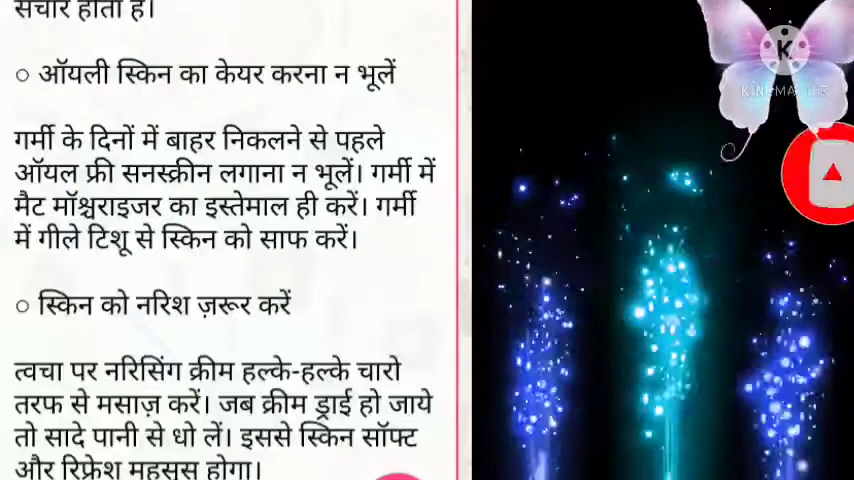 संचार होता है।
○ ऑयली स्किन का केयर करना न भूलें
गर्मी के दिनों में बाहर निकलने से पहले
ऑयल फ्री सनस्क्रीन लगाना न भूलें। गर्मी में
मैट मॉश्चराइजर का इस्तेमाल ही करें। गर्मी
में गीले टिशू से स्किन को साफ करें।
○ स्किन को नरिश ज़रूर करें
त्वचा पर नरिसिंग क्रीम हल्के-हल्के चारो
तरफ से मसाज़ करें। जब क्रीम ड्राई हो जाये
तो सादे पानी से धो लें। इससे स्किन सॉफ्ट
और रिफ्रेश महसूस होगा।
K
KINEMASTER